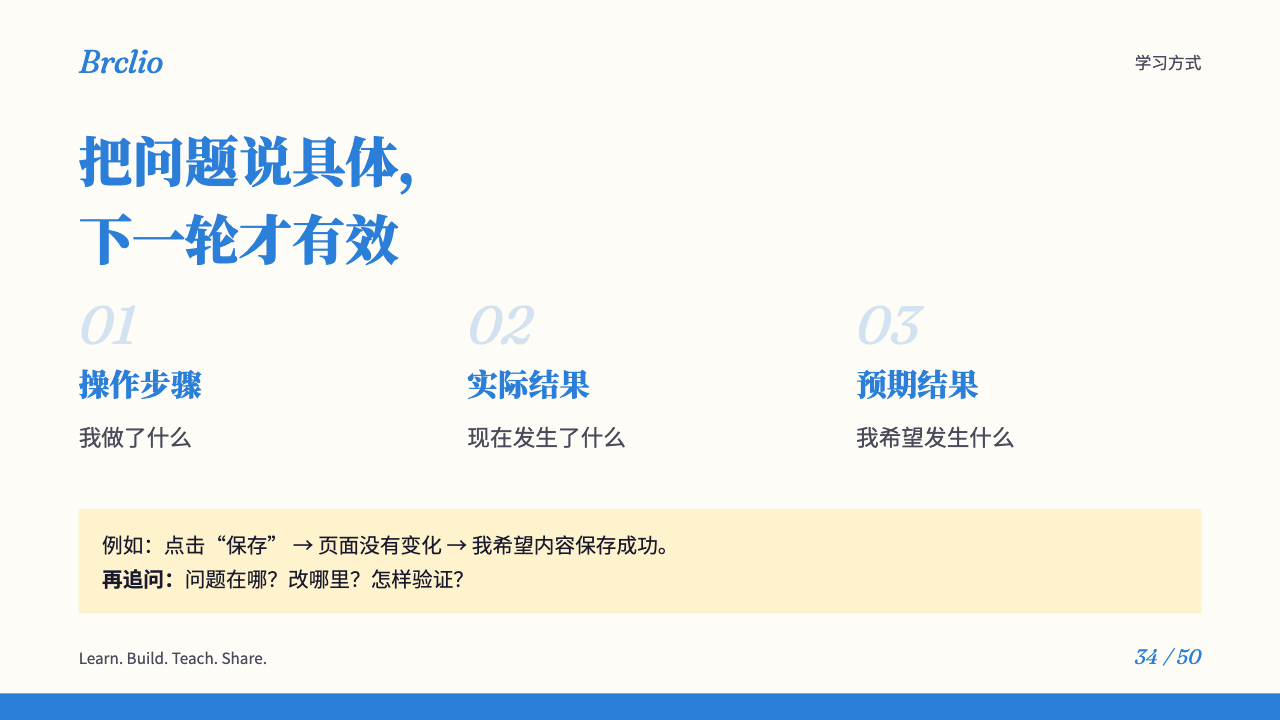 Brclio
学习方式
把问题说具体，
下一轮才有效
01
操作步骤
我做了什么
02
实际结果
现在发生了什么
03
预期结果
我希望发生什么
例如：点击“保存” → 页面没有变化 → 我希望内容保存成功。
再追问：问题在哪？改哪里？怎样验证？
Learn. Build. Teach. Share.
34 / 50